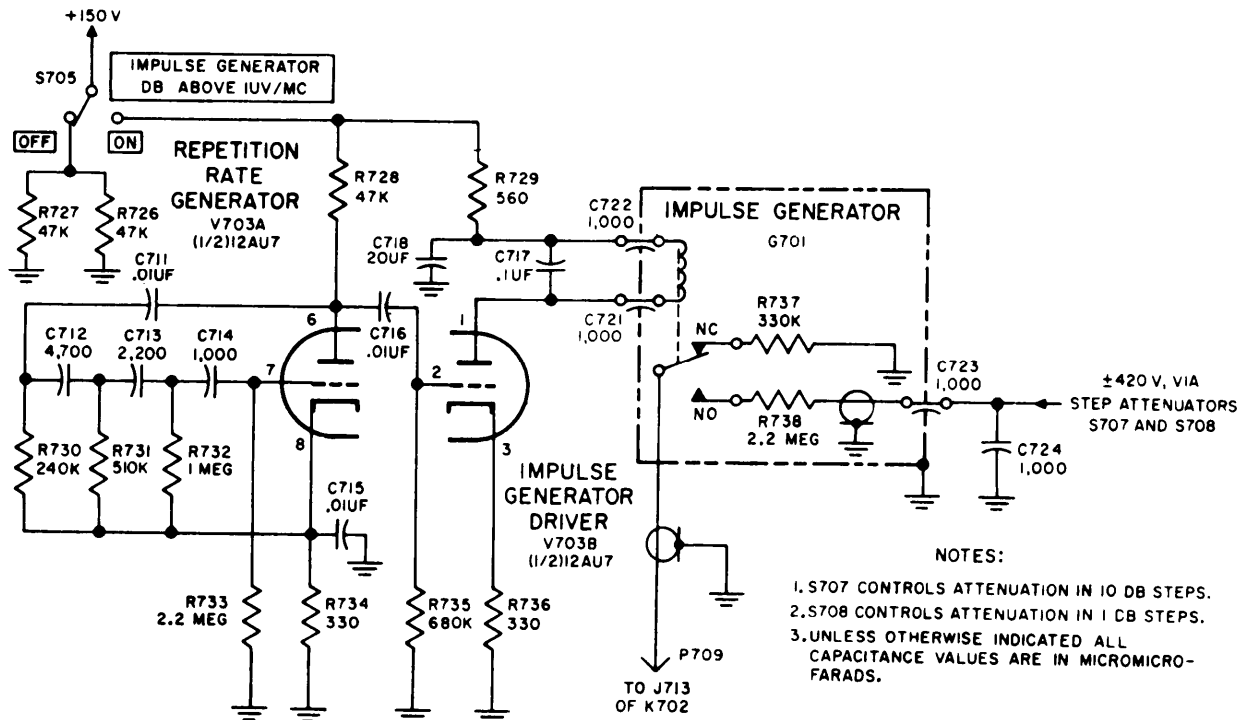 +150 V
S705
IMPULSE GENERATOR
DB ABOVE 1UV/MC
OFF
ON
REPETITION
RATE
GENERATOR
V703A
(1/2)12AU7
R727
47K
R726
47K
R728
47K
R729
560
C711
.01UF
C712
4,700
C713
2,200
C714
1,000
C718
20UF
C717
.1UF
C716
.01UF
C722
1,000
C721
1,000
IMPULSE GENERATOR
G701
R737
330K
NC
NO
R738
2.2 MEG
C723
1,000
±420 V, VIA
STEP ATTENUATORS
S707 AND S708
C724
1,000
6
7
8
1
2
3
R730
240K
R731
510K
R732
1 MEG
C715
.01UF
IMPULSE
GENERATOR
DRIVER
V703B
(1/2)12AU7
R733
2.2 MEG
R734
330
R735
680K
R736
330
P709
TO J713
OF K702
NOTES:
1. S707 CONTROLS ATTENUATION IN 10 DB STEPS.
2. S708 CONTROLS ATTENUATION IN 1 CB STEPS.
3. UNLESS OTHERWISE INDICATED ALL
CAPACITANCE VALUES ARE IN MICROMICRO-
FARADS.